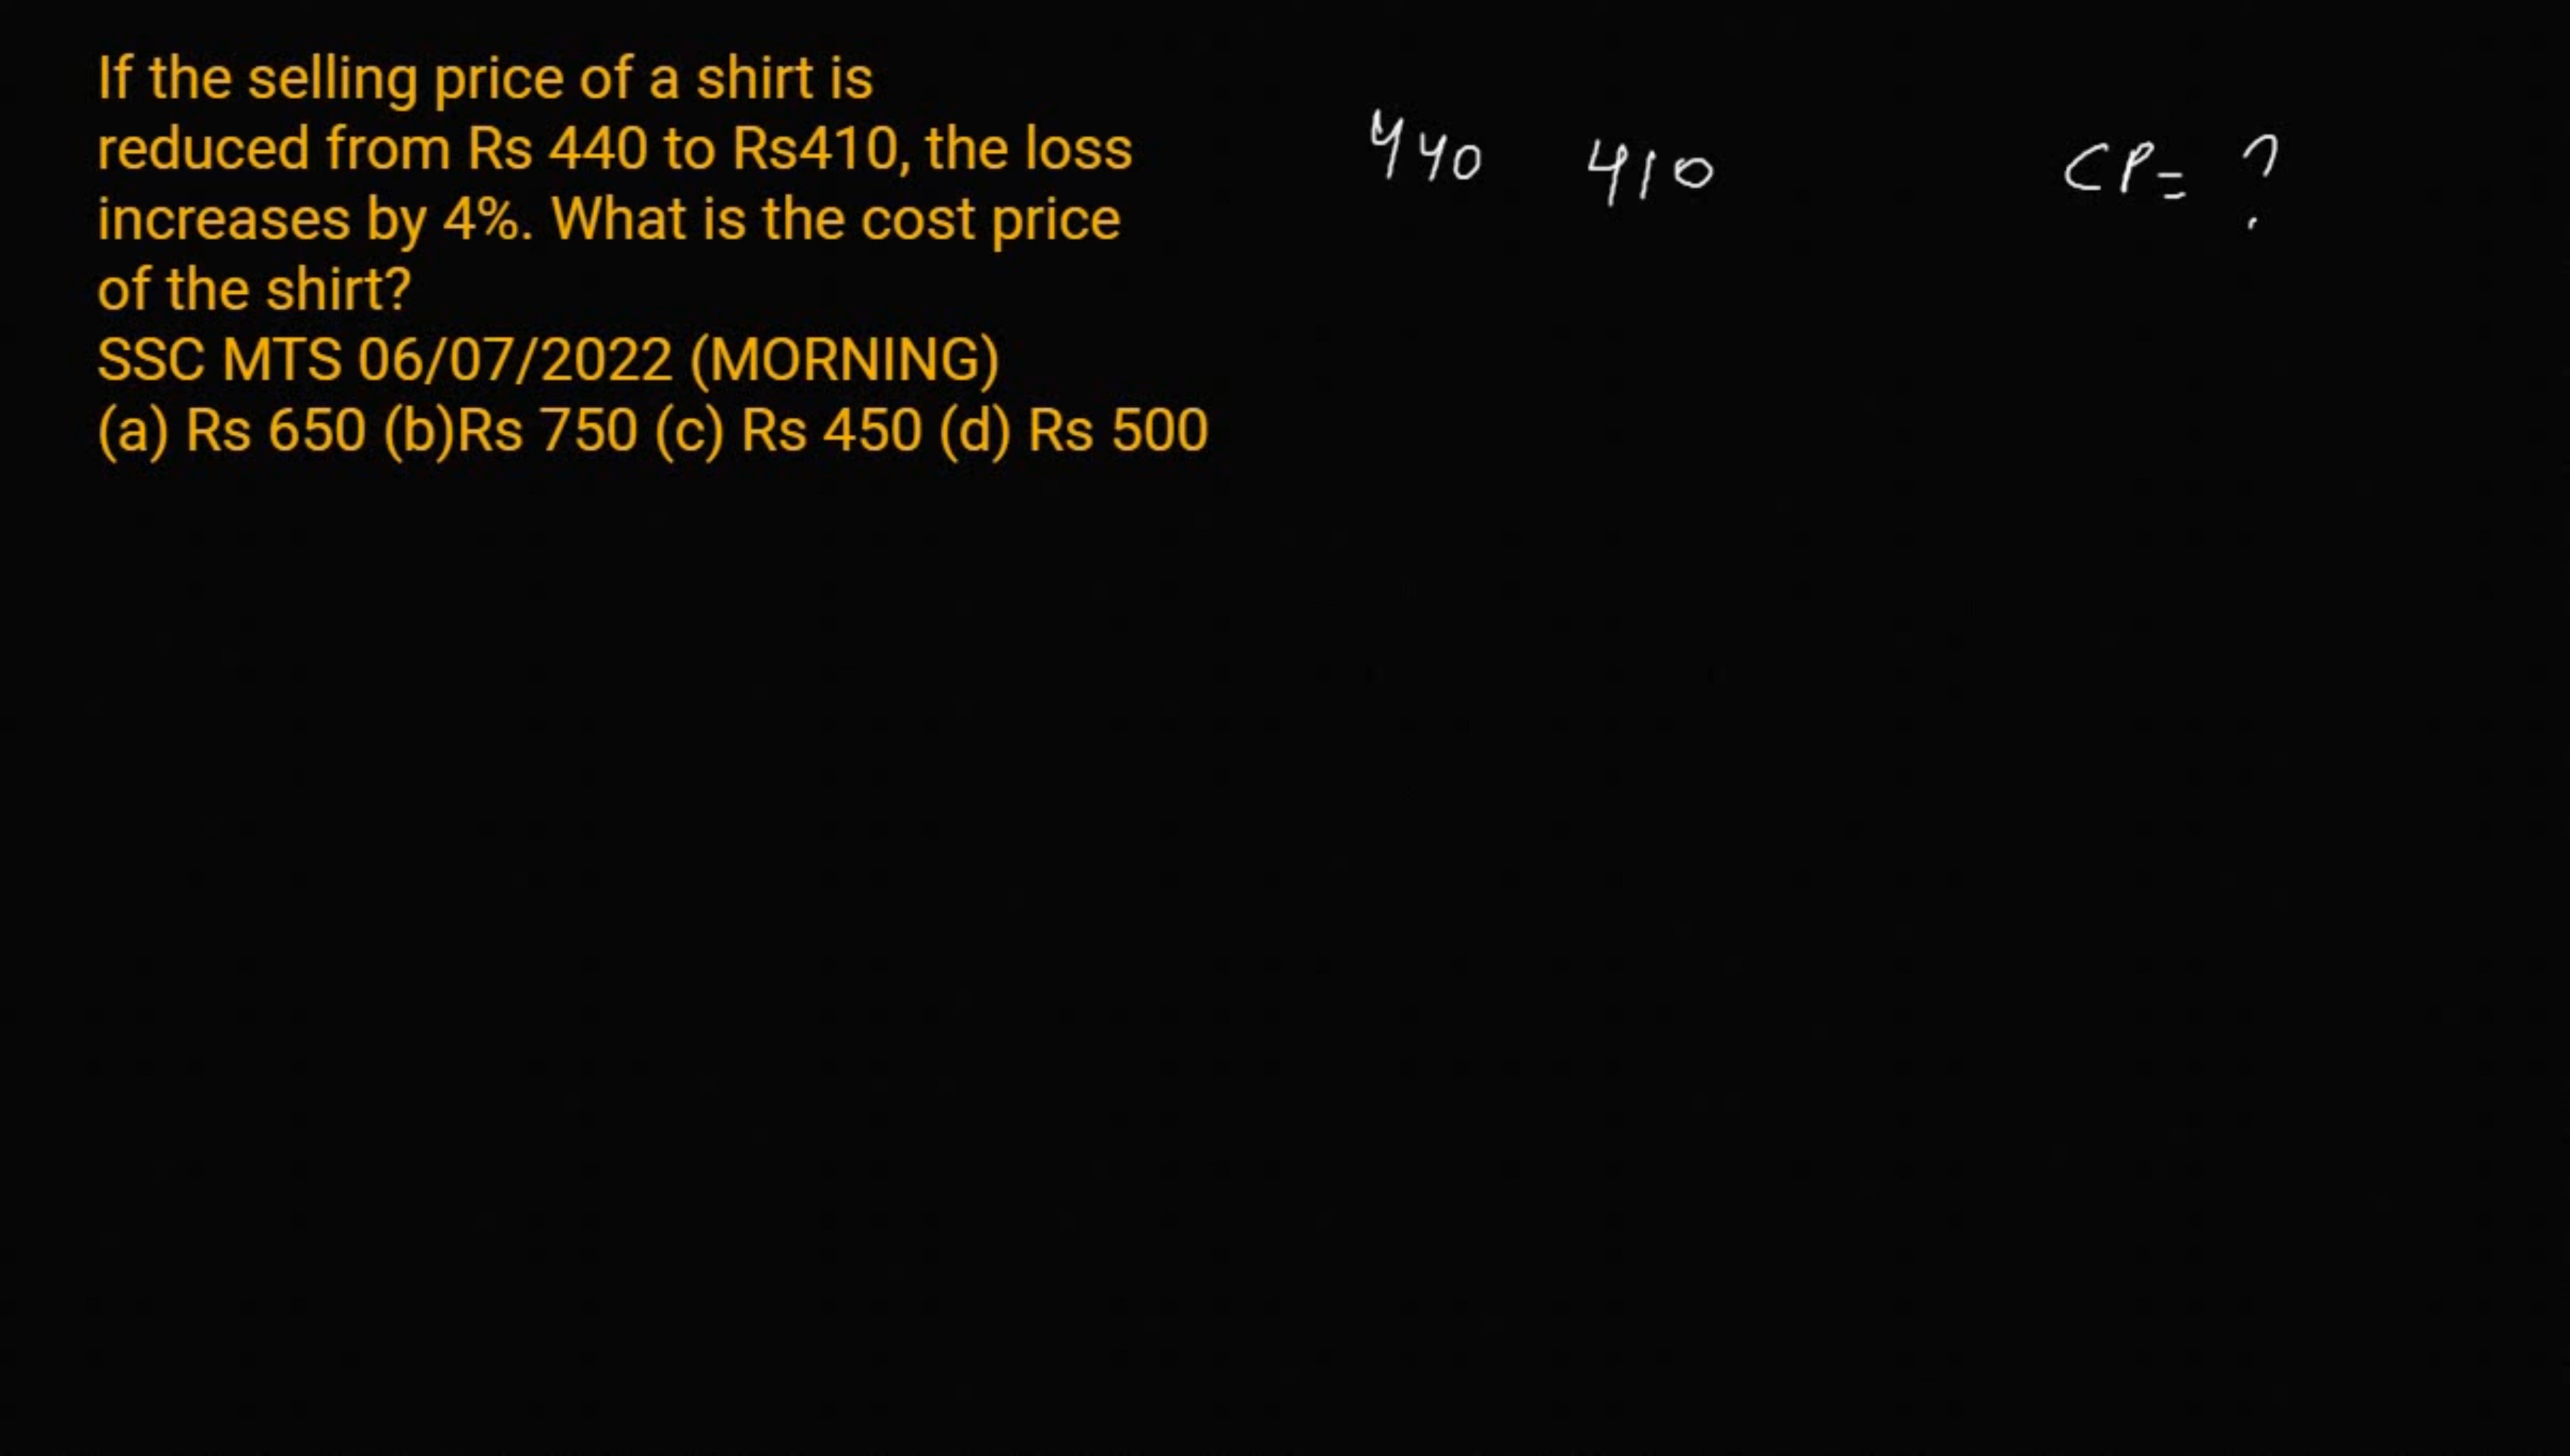 If the selling price of a shirt is
reduced from Rs 440 to Rs410, the loss
increases by 4%. What is the cost price
of the shirt?
SSC MTS 06/07/2022 (MORNING)
(a) Rs 650 (b)Rs 750 (c) Rs 450 (d) Rs 500
440 410 CP= ?